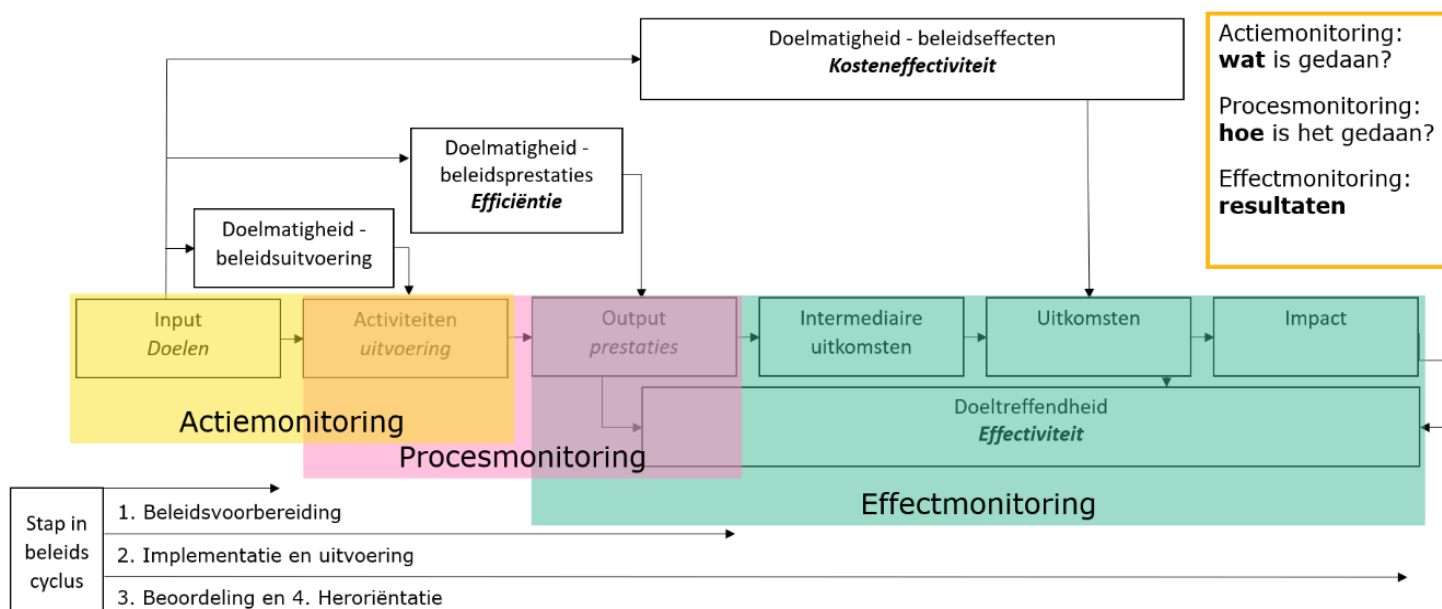 Doelmatigheid - beleidseffecten
Kosteneffectiviteit
Actiemonitoring:
wat is gedaan?
Procesmonitoring:
hoe is het gedaan?
Effectmonitoring:
resultaten
Doelmatigheid -
beleidsprestaties
Efficiëntie
Doelmatigheid -
beleidsuitvoering
Input
Doelen
Activiteiten
uitvoering
Output
prestaties
Intermediaire
uitkomsten
Uitkomsten
Impact
Doeltreffendheid
Effectiviteit
Actiemonitoring
Procesmonitoring
Effectmonitoring
Stap in
beleids
cyclus
1. Beleidsvoorbereiding
2. Implementatie en uitvoering
3. Beoordeling en 4. Heroriëntatie